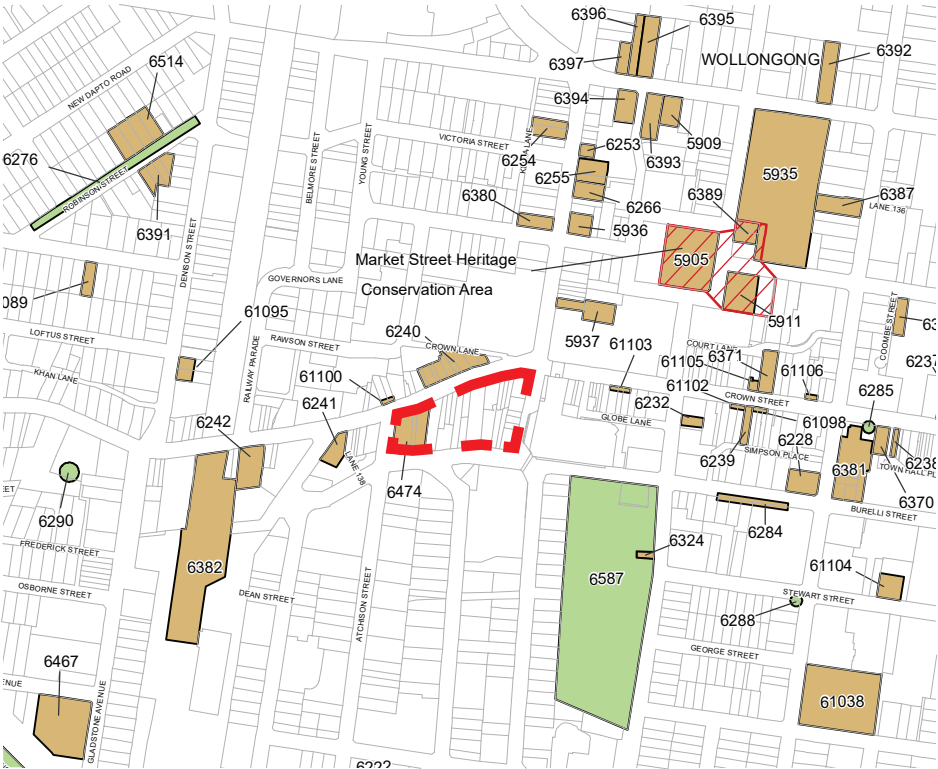 6396
6395
6397
WOLLONGONG
6392
6514
NEW DAPTO ROAD
6394
VICTORIA STREET
6254
6253
6393
5909
5935
6276
ROBINSON STREET
BELMORE STREET
YOUNG STREET
6255
6380
6266
6389
6387
LANE 136
6391
5936
DENISON STREET
Market Street Heritage
Conservation Area
5905
GOVERNORS LANE
089
61095
5911
5937
LOFTUS STREET
RAWSON STREET
6240
CROWN LANE
61103
COURT LANE
COOMBE STREET
63
KHAN LANE
RAILWAY PARADE
61100
61105
6371
61106
6237
61102
CROWN STREET
6285
6241
6242
6232
GLOBE LANE
61098
6239
6228
SIMPSON PLACE
6238
LANE 138
6381
TOWN HALL PL
6370
6474
6290
6284
BURELLI STREET
FREDERICK STREET
6324
6382
6587
61104
OSBORNE STREET
DEAN STREET
ATCHISON STREET
6288
STEWART STREET
GEORGE STREET
6467
ENUE
GLADSTONE AVENUE
61038
6222